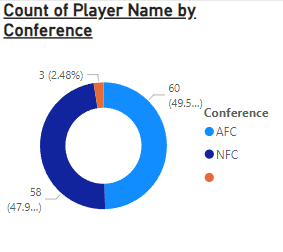 Count of Player Name by
Conference
3 (2.48%)
60
(49.5...)
Conference
AFC
NFC
58
(47.9...)